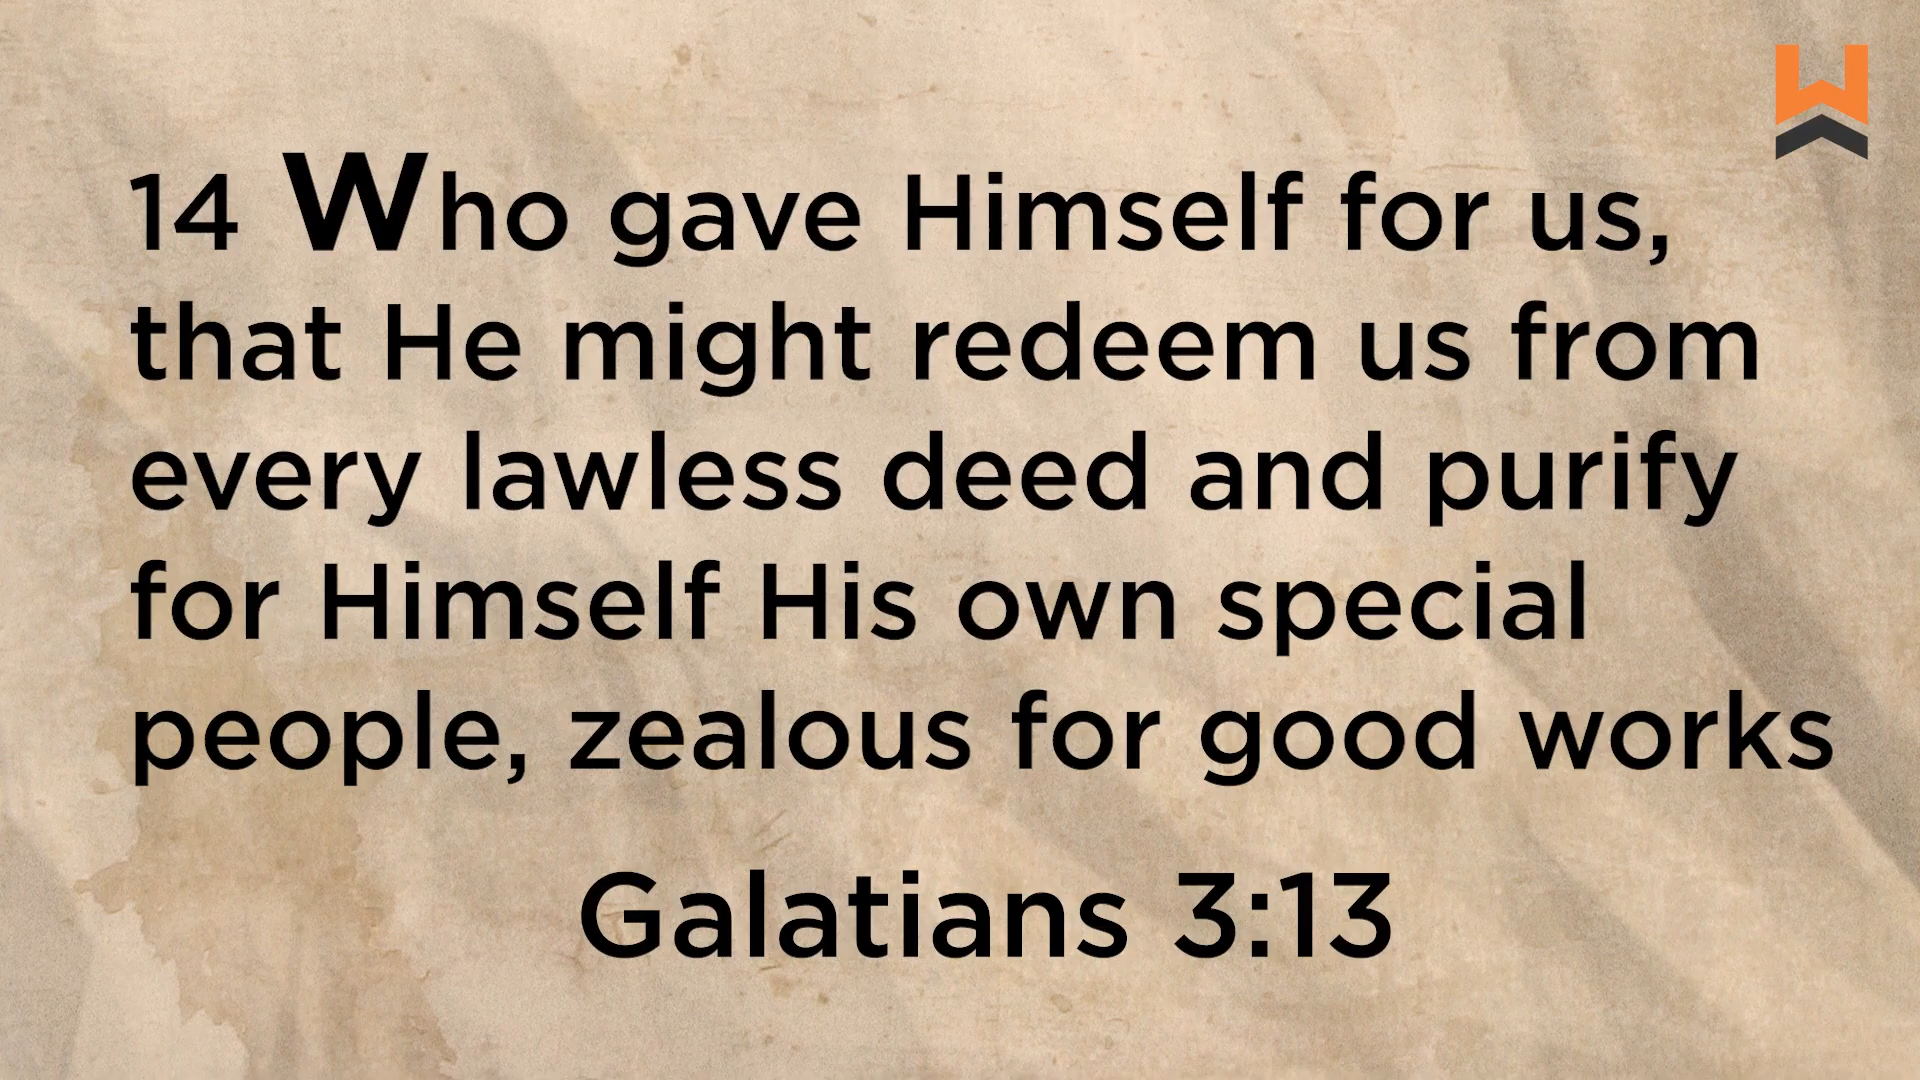 14 Who gave Himself for us,
that He might redeem us from
every lawless deed and purify
for Himself His own special
people, zealous for good works
Galatians 3:13